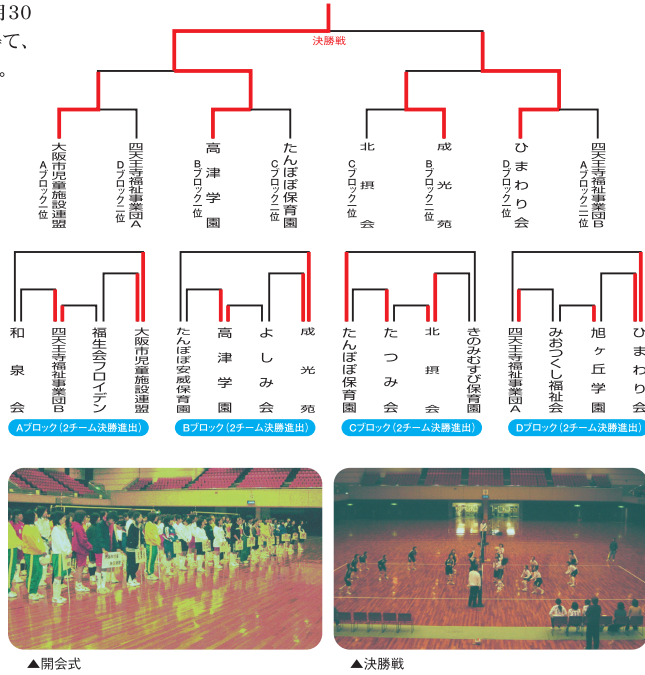 月30
て、
。
決勝戦
大阪市児童施設連盟
Aブロック一位
四天王寺福祉事業団A
Dブロック二位
高津学園
Bブロック二位
たんぽぽ保育園
Cブロック一位
北摂会
Cブロック二位
成光苑
Bブロック一位
ひまわり会
Dブロック一位
四天王寺福祉事業団B
Aブロック二位
和泉会
四天王寺福祉事業団B
福生会フロイデン
大阪市児童施設連盟
たんぽぽ安威保育園
高津学園
よしみ会
成光苑
たんぽぽ保育園
たつみ会
北摂会
きのみむすび保育園
四天王寺福祉事業団A
みおつくし福祉会
旭ヶ丘学園
ひまわり会
Aブロック(2チーム決勝進出)
Bブロック(2チーム決勝進出)
Cブロック(2チーム決勝進出)
Dブロック(2チーム決勝進出)
▲開会式
▲決勝戦